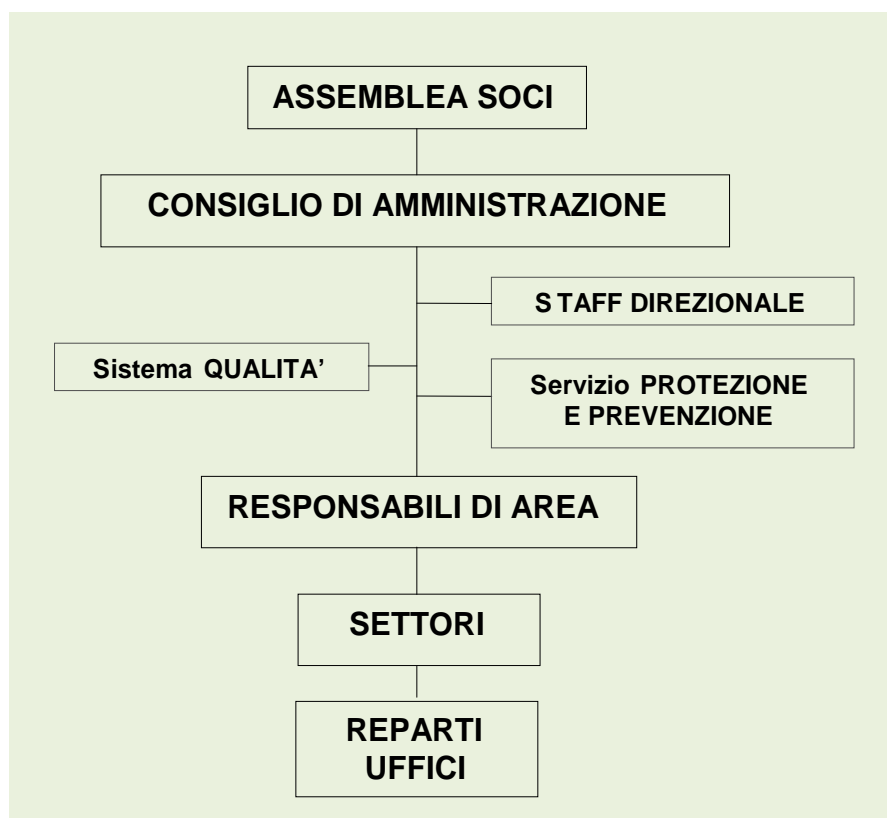 ASSEMBLEA SOCI
CONSIGLIO DI AMMINISTRAZIONE
S TAFF DIREZIONALE
Sistema QUALITA’
Servizio PROTEZIONE
E PREVENZIONE
RESPONSABILI DI AREA
SETTORI
REPARTI
UFFICI